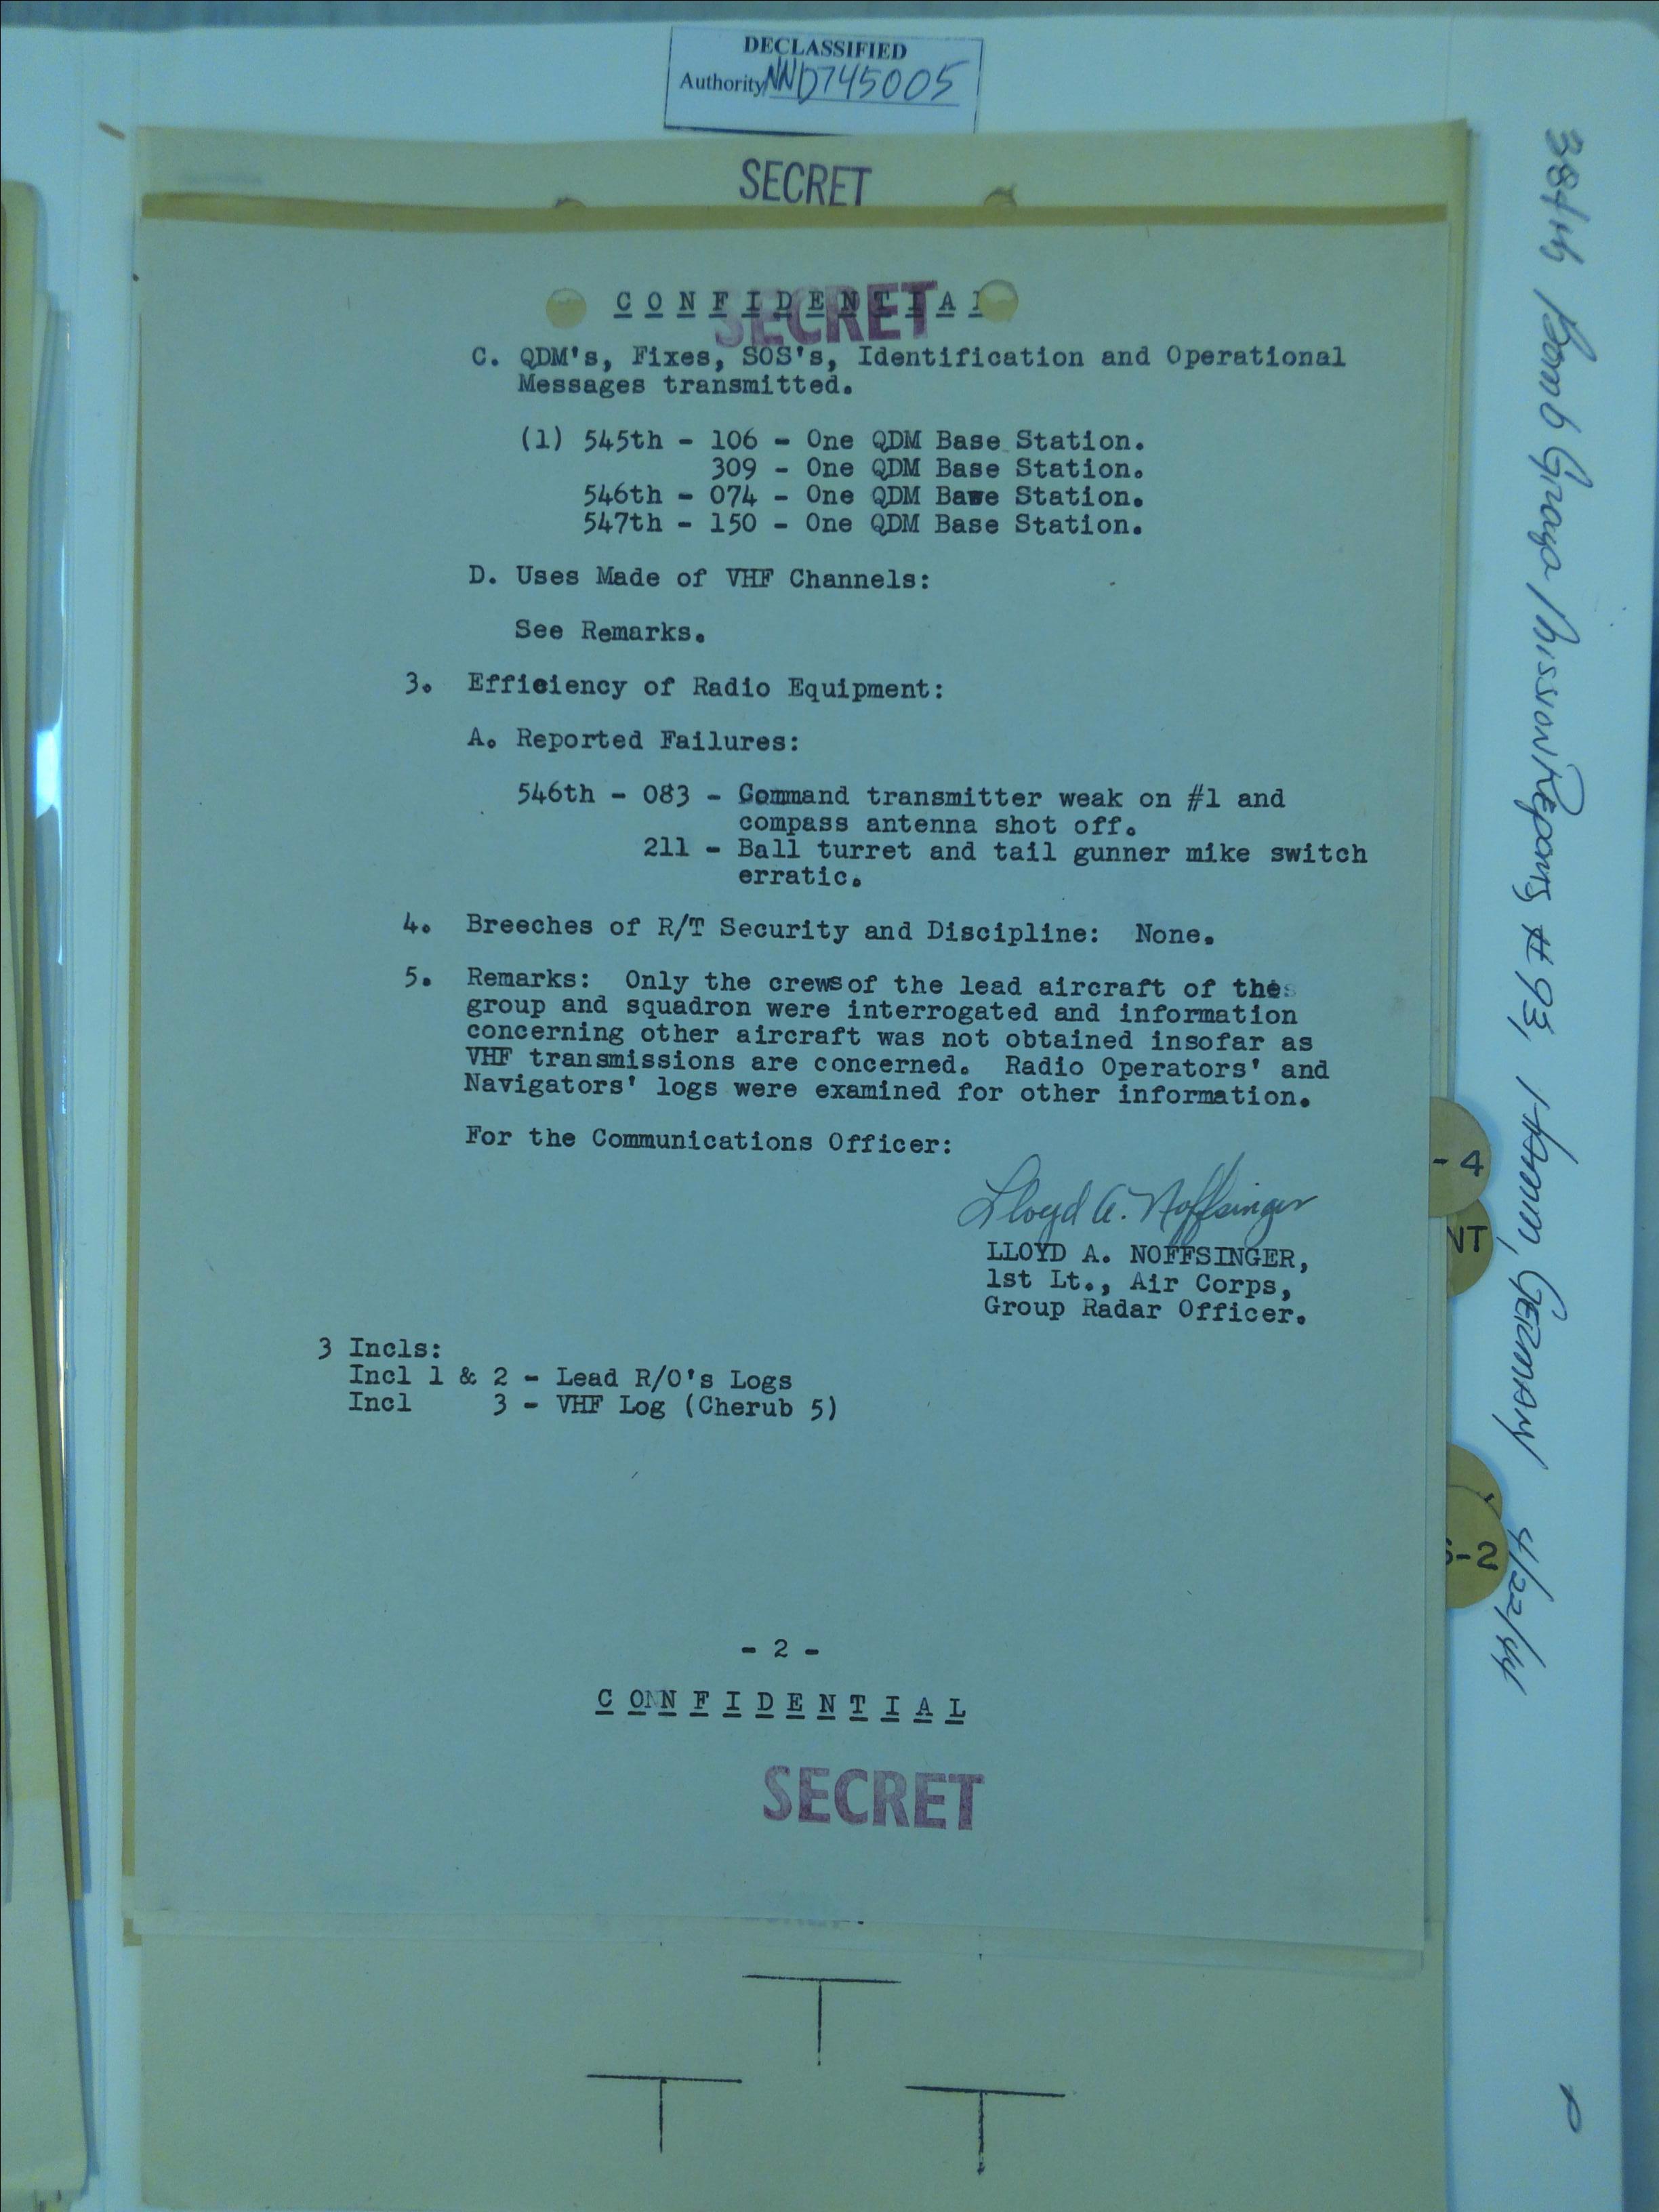 DECLASSIFIED
Authority NND745005
SECRET
CONFIDENTIAL
SECRET
C. QDM's, Fixes, SOS's, Identification and Operational
Messages transmitted.
(1) 545th - 106 - One QDM Base Station.
309 - One QDM Base Station.
546th - 074 - One QDM Bawe Station.
547th - 150 - One QDM Base Station.
D. Uses Made of VHF Channels:
See Remarks.
3. Efficiency of Radio Equipment:
A. Reported Failures:
546th - 083 - Command transmitter weak on #1 and
compass antenna shot off.
211 - Ball turret and tail gunner mike switch
erratic.
4. Breeches of R/T Security and Discipline: None.
5. Remarks: Only the crews of the lead aircraft of the
group and squadron were interrogated and information
concerning other aircraft was not obtained insofar as
VHF transmissions are concerned. Radio Operators' and
Navigators' logs were examined for other information.
For the Communications Officer:
Lloyd A. Noffsinger
LLOYD A. NOFFSINGER,
1st Lt., Air Corps,
Group Radar Officer.
3 Incls:
Incl 1 & 2 - Lead R/O's Logs
Incl 3 - VHF Log (Cherub 5)
- 2 -
CONFIDENTIAL
SECRET
384th Bomb Group Mission Reports #93, Hamm, Germany 4/22/44
- 4
NT
-2